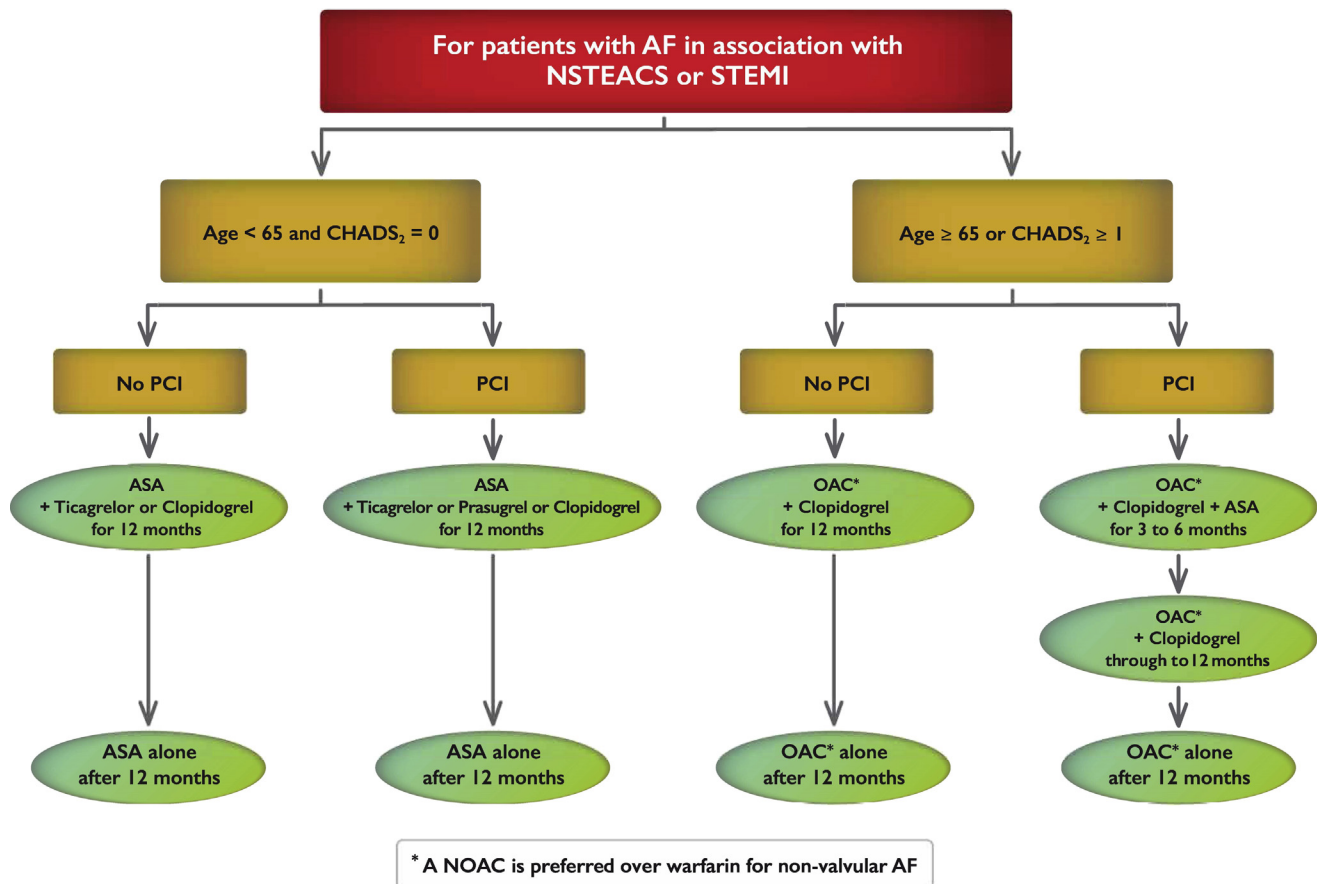 For patients with AF in association with
NSTEACS or STEMI
Age < 65 and CHADS₂ = 0
Age ≥ 65 or CHADS₂ ≥ 1
No PCI
PCI
No PCI
PCI
ASA
+ Ticagrelor or Clopidogrel
for 12 months
ASA
+ Ticagrelor or Prasugrel or Clopidogrel
for 12 months
OAC*
+ Clopidogrel
for 12 months
OAC*
+ Clopidogrel + ASA
for 3 to 6 months
OAC*
+ Clopidogrel
through to 12 months
ASA alone
after 12 months
ASA alone
after 12 months
OAC* alone
after 12 months
OAC* alone
after 12 months
* A NOAC is preferred over warfarin for non-valvular AF